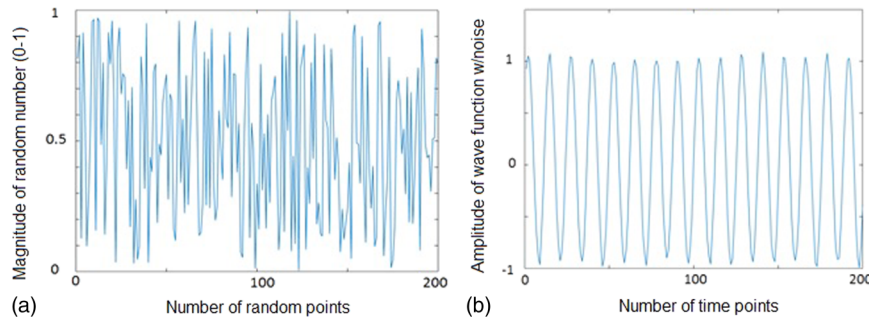 Magnitude of random number (0-1)
1
0.5
0
0
100
200
Number of random points
(a)
Amplitude of wave function w/noise
1
0
-1
0
100
200
Number of time points
(b)